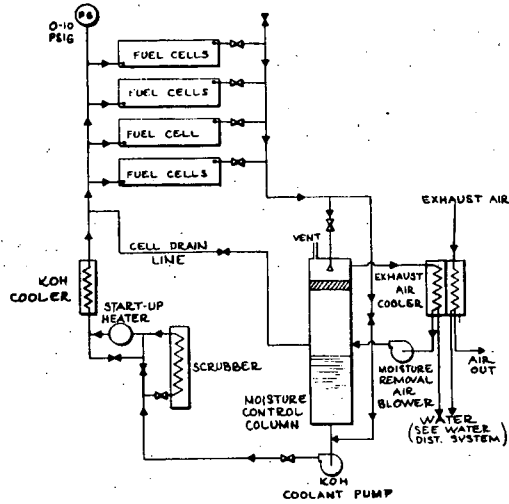 PG
0-10
PSIG
FUEL CELLS
FUEL CELLS
FUEL CELL
FUEL CELLS
EXHAUST AIR
VENT
CELL DRAIN
LINE
EXHAUST
AIR
COOLER
KOH
COOLER
START-UP
HEATER
SCRUBBER
AIR
OUT
MOISTURE
REMOVAL
AIR
BLOWER
MOISTURE
CONTROL
COLUMN
WATER
(SEE WATER
DIST. SYSTEM)
KOH
COOLANT PUMP